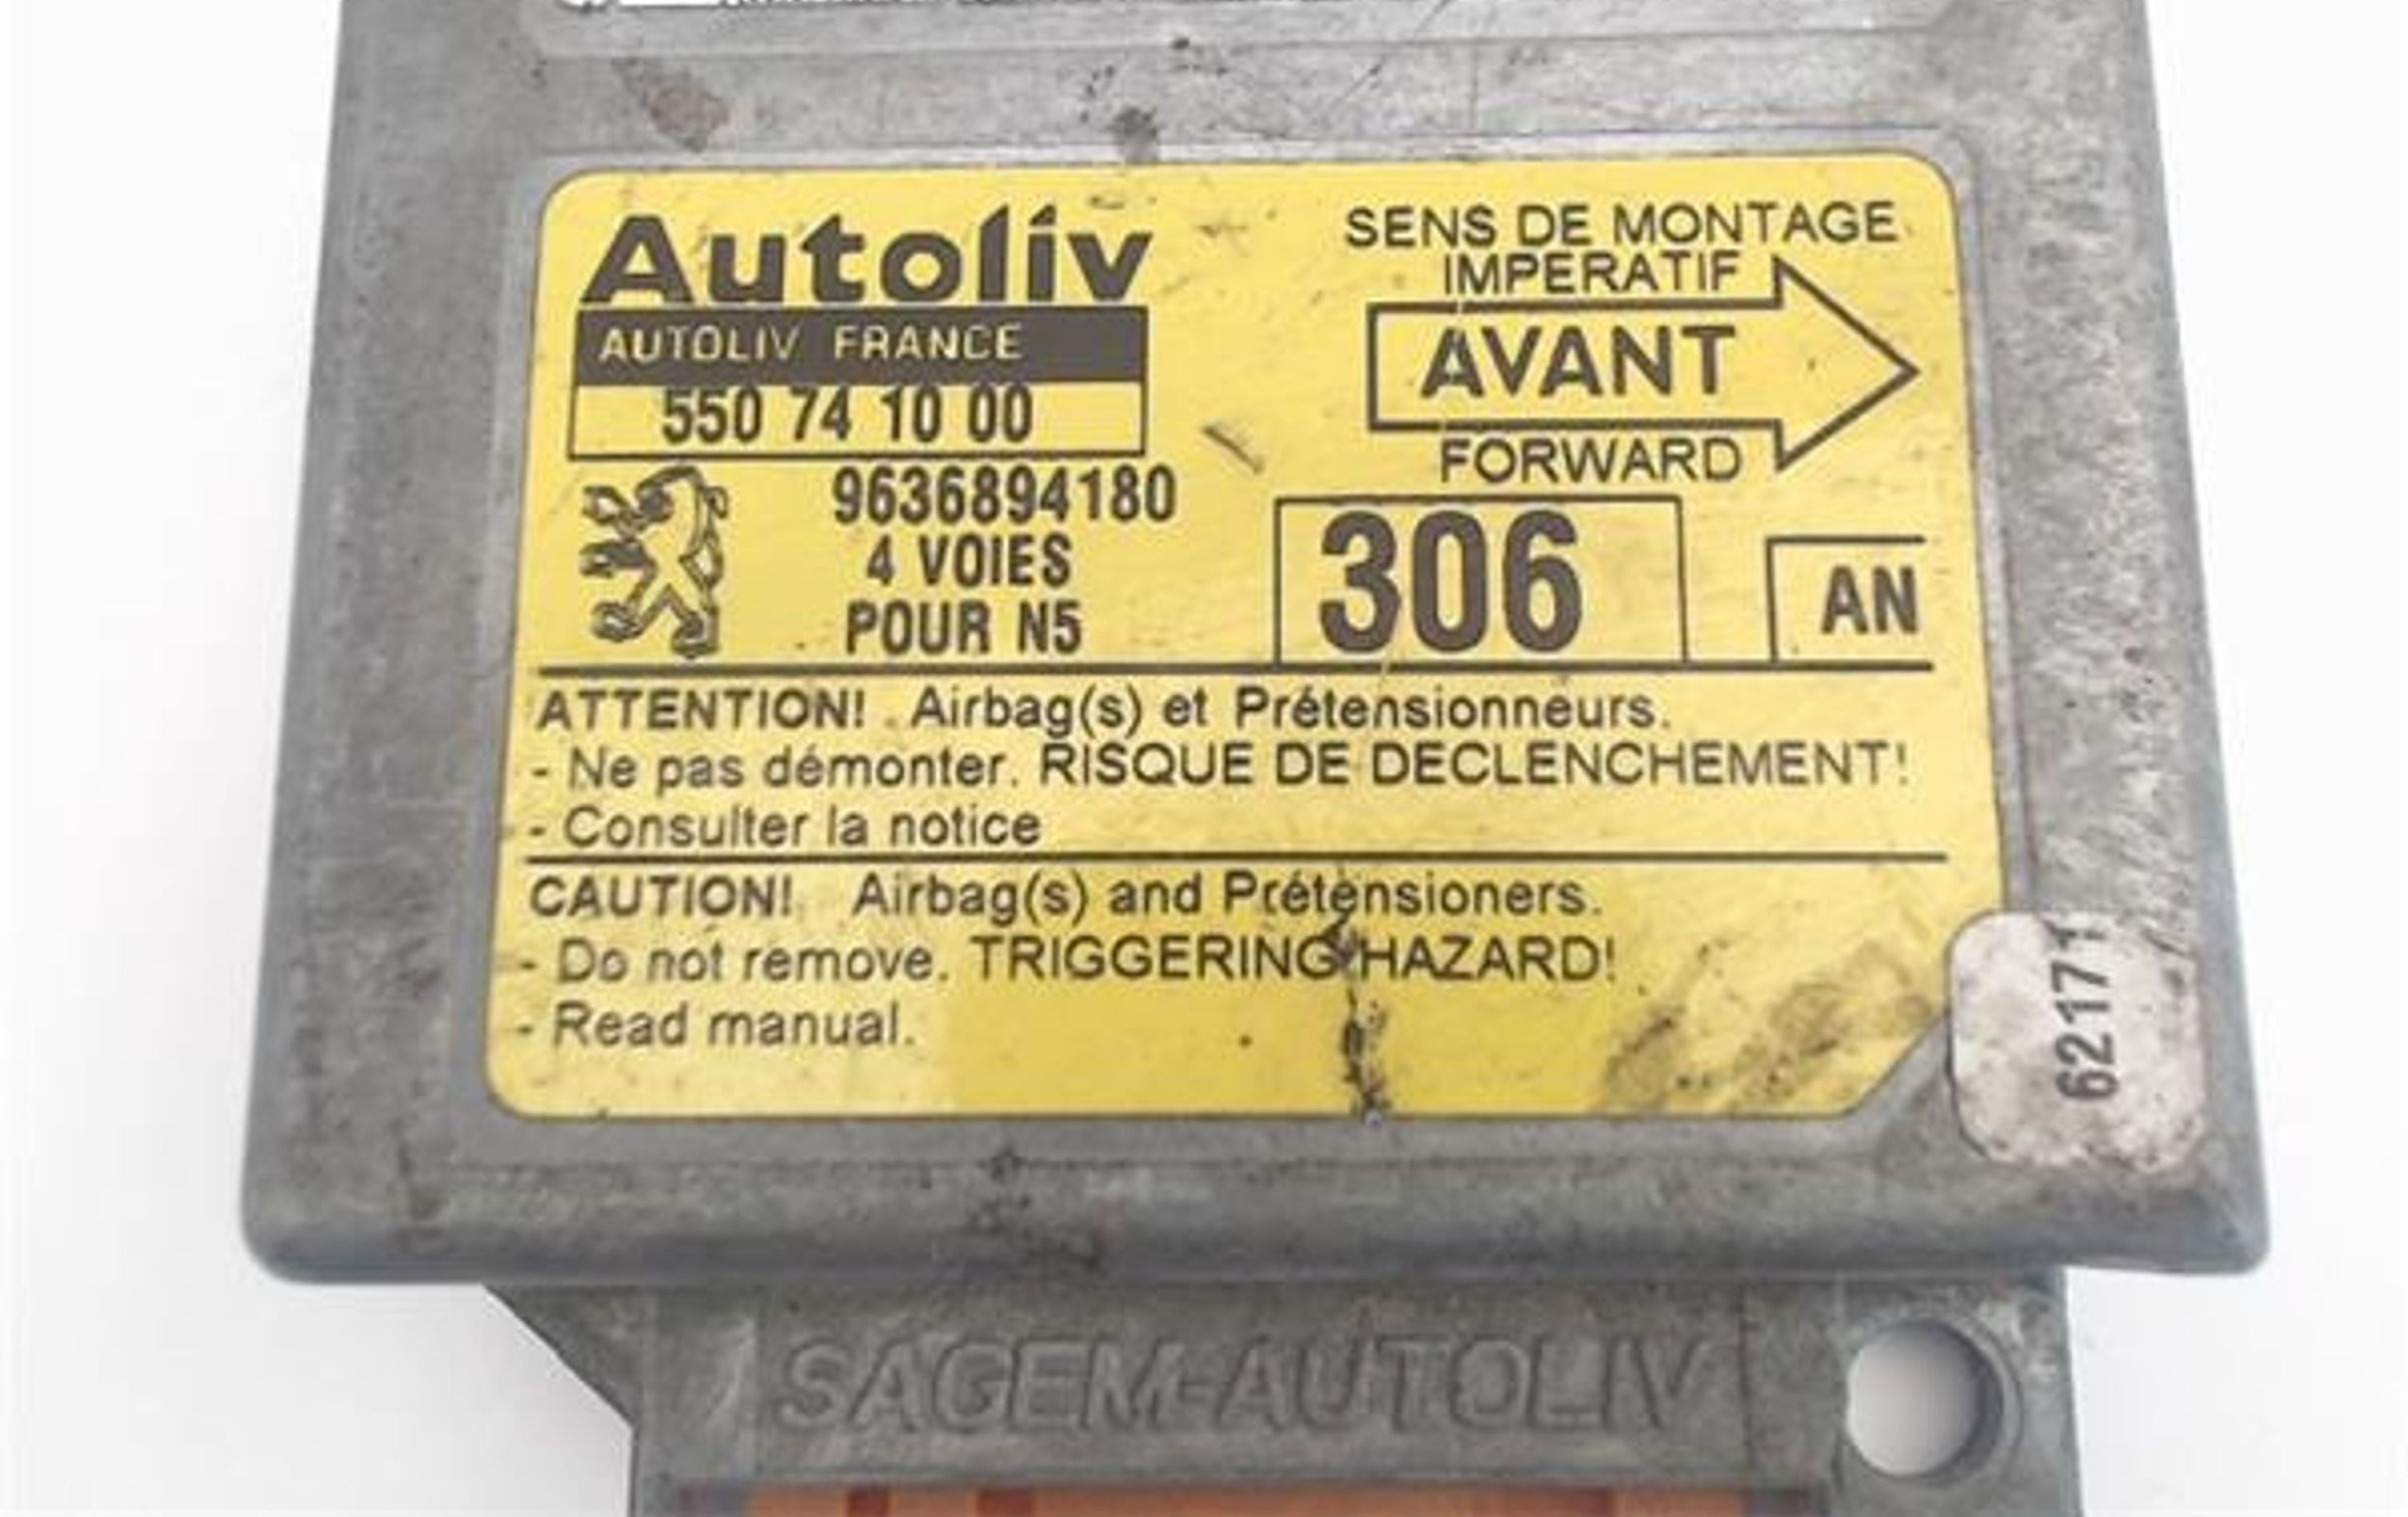 Autoliv
AUTOLIV FRANCE
550 74 10 00
9636894180
4 VOIES
POUR N5
SENS DE MONTAGE
IMPERATIF
AVANT
FORWARD
306
AN
ATTENTION! Airbag(s) et Prétensionneurs.
- Ne pas démonter. RISQUE DE DECLENCHEMENT!
- Consulter la notice
CAUTION! Airbag(s) and Prétensioners.
- Do not remove. TRIGGERING HAZARD!
- Read manual.
62171
SAGEM-AUTOLIV